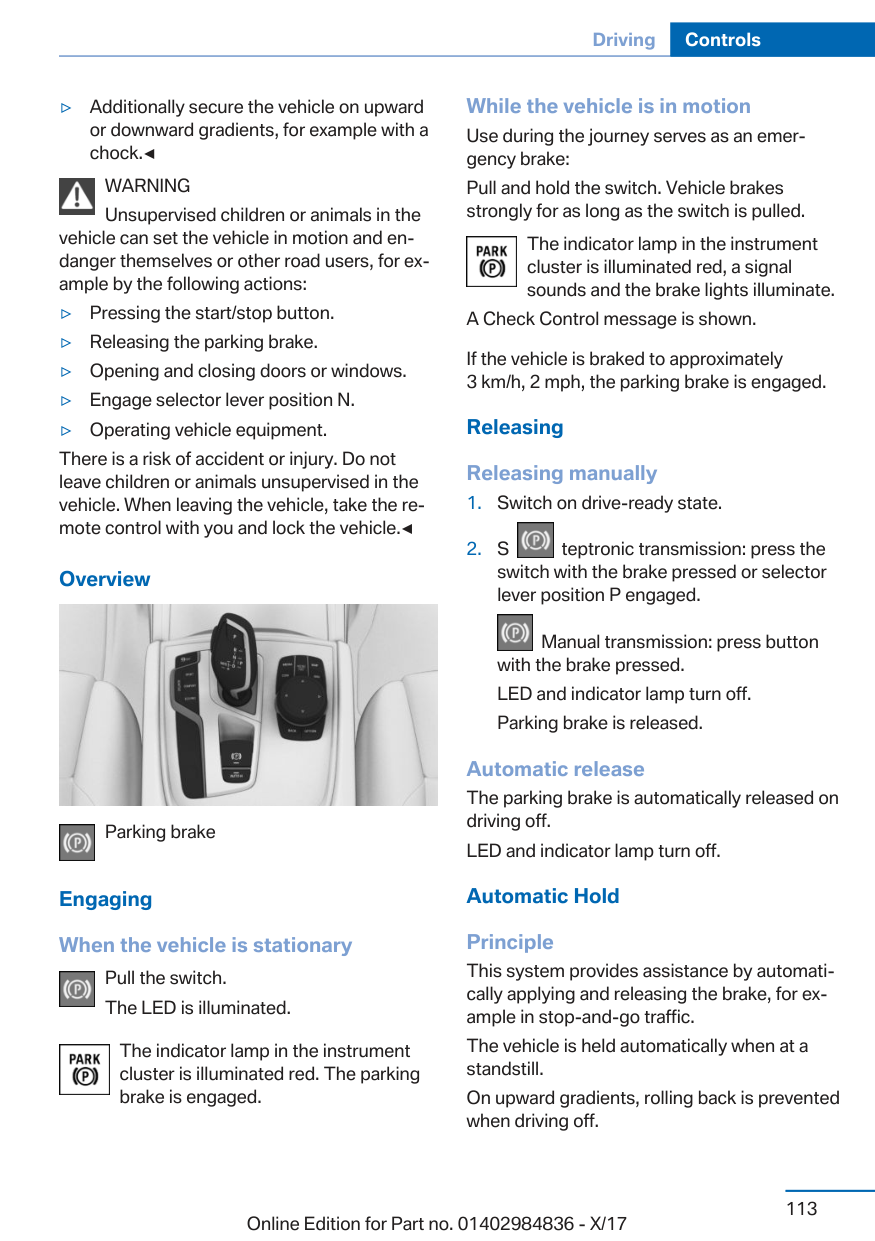 Driving Controls
▷ Additionally secure the vehicle on upward
or downward gradients, for example with a
chock.◄
WARNING
Unsupervised children or animals in the
vehicle can set the vehicle in motion and en-
danger themselves or other road users, for ex-
ample by the following actions:
▷ Pressing the start/stop button.
▷ Releasing the parking brake.
▷ Opening and closing doors or windows.
▷ Engage selector lever position N.
▷ Operating vehicle equipment.
There is a risk of accident or injury. Do not
leave children or animals unsupervised in the
vehicle. When leaving the vehicle, take the re-
mote control with you and lock the vehicle.◄
Overview
Parking brake
Engaging
When the vehicle is stationary
Pull the switch.
The LED is illuminated.
PARK
(P)
The indicator lamp in the instrument
cluster is illuminated red. The parking
brake is engaged.
While the vehicle is in motion
Use during the journey serves as an emer-
gency brake:
Pull and hold the switch. Vehicle brakes
strongly for as long as the switch is pulled.
PARK
(P)
The indicator lamp in the instrument
cluster is illuminated red, a signal
sounds and the brake lights illuminate.
A Check Control message is shown.
If the vehicle is braked to approximately
3 km/h, 2 mph, the parking brake is engaged.
Releasing
Releasing manually
1. Switch on drive-ready state.
2. S (P) teptronic transmission: press the
switch with the brake pressed or selector
lever position P engaged.
(P) Manual transmission: press button
with the brake pressed.
LED and indicator lamp turn off.
Parking brake is released.
Automatic release
The parking brake is automatically released on
driving off.
LED and indicator lamp turn off.
Automatic Hold
Principle
This system provides assistance by automati-
cally applying and releasing the brake, for ex-
ample in stop-and-go traffic.
The vehicle is held automatically when at a
standstill.
On upward gradients, rolling back is prevented
when driving off.
113
Online Edition for Part no. 01402984836 - X/17